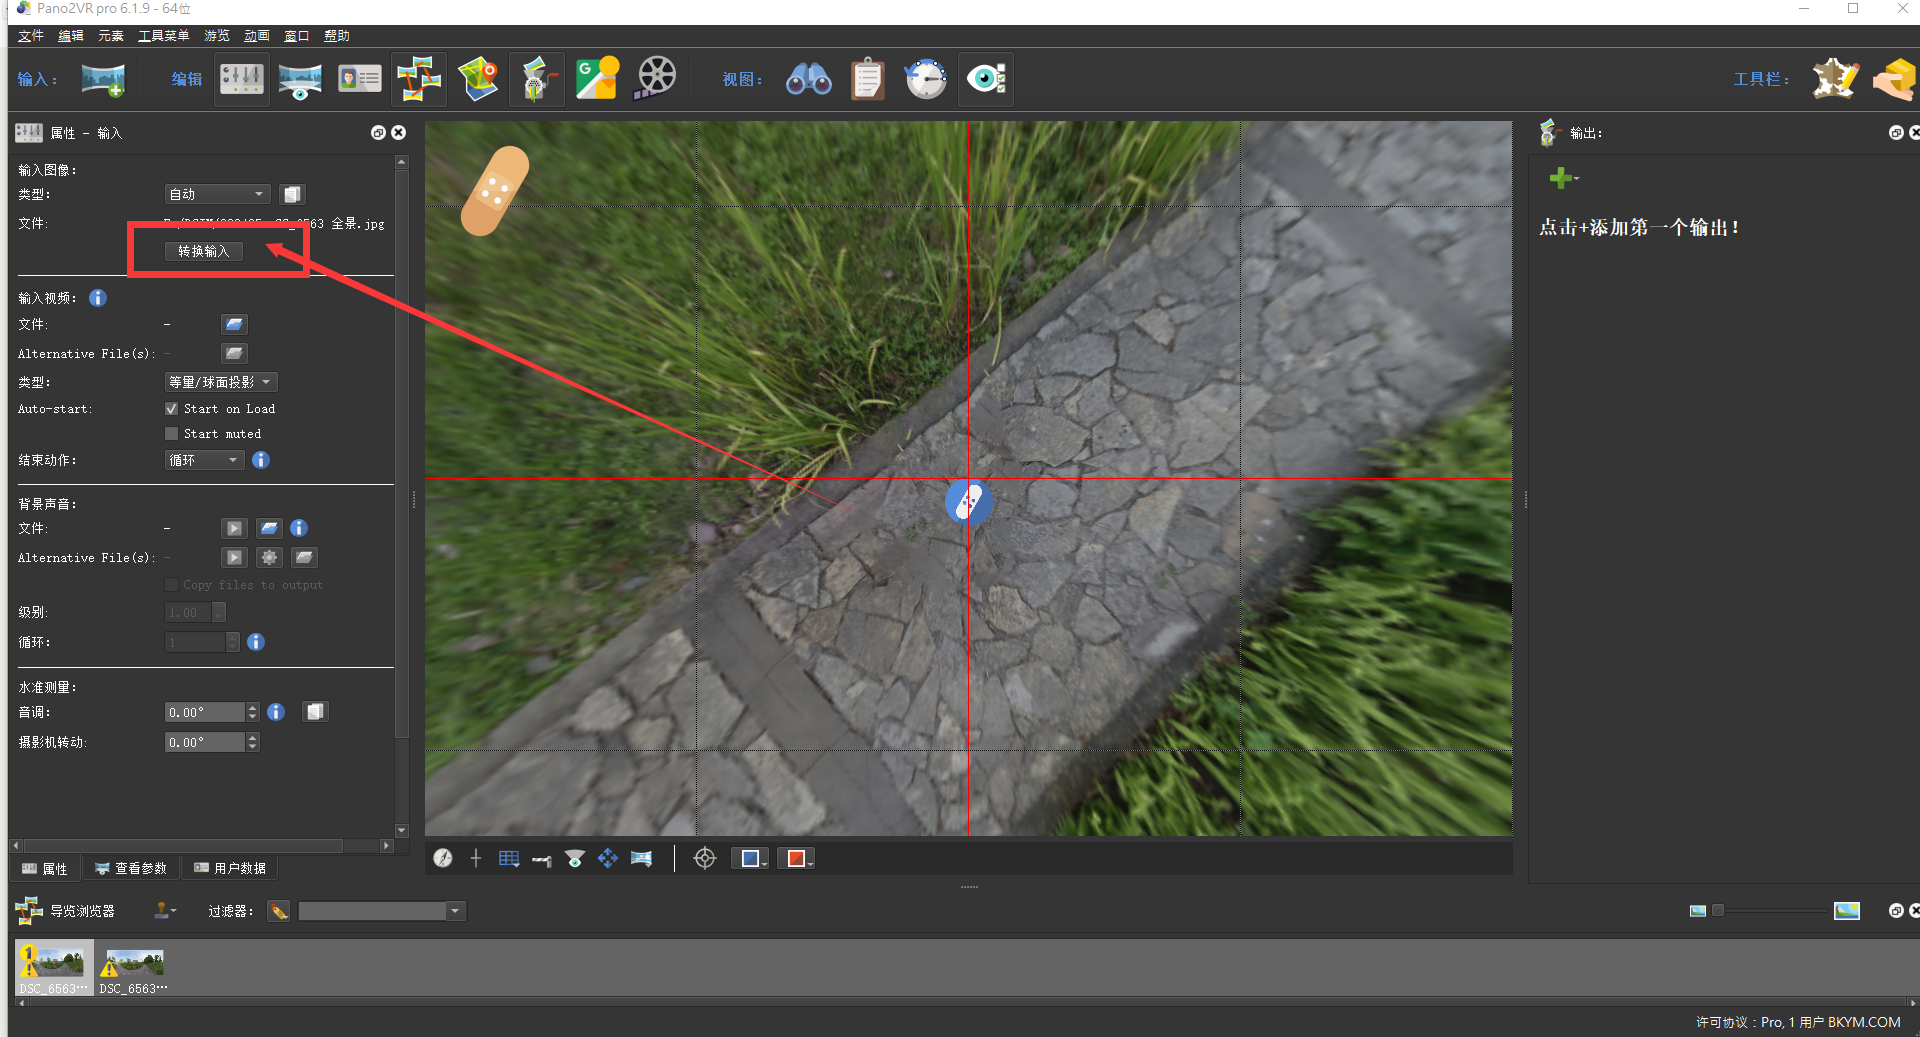 Pano2VR pro 6.1.9 - 64位
文件 编辑 元素 工具菜单 游览 动画 窗口 帮助
输入： 编辑 视图： 工具栏：
属性 - 输入
输入图像：
类型： 自动
文件: 6563 全景.jpg
转换输入
输入视频：
文件: -
Alternative File(s): -
类型： 等量/球面投影
Auto-start: Start on Load
Start muted
结束动作： 循环
背景声音：
文件: -
Alternative File(s): -
Copy files to output
级别: 1.00
循环： 1
水准测量：
音调： 0.00°
摄影机转动: 0.00°
属性 查看参数 用户数据
输出：
点击+添加第一个输出！
导览浏览器 过滤器：
1
DSC_6563… DSC_6563…
许可协议：Pro, 1 用户 BKYM.COM